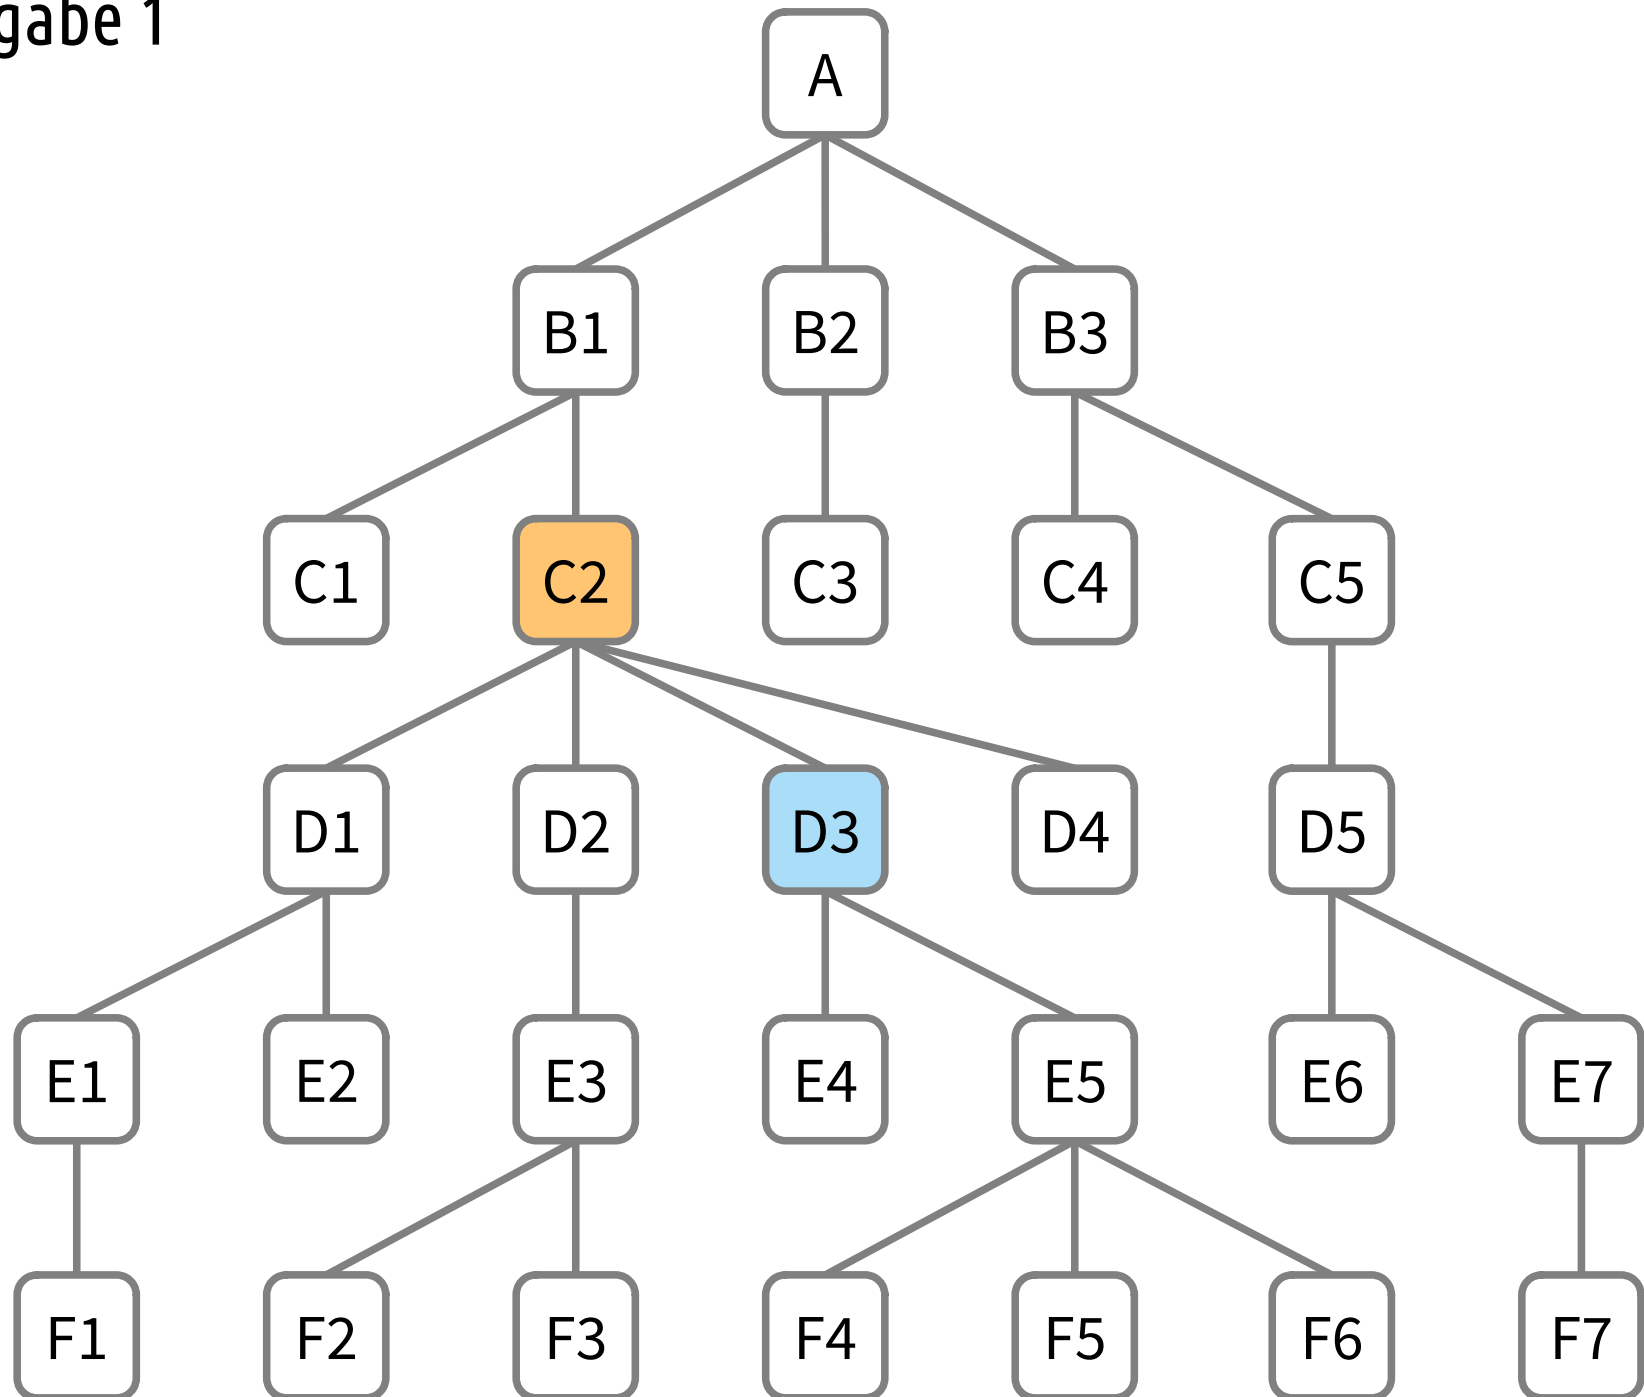 gabe 1
A
B1 B2 B3
C1 C2 C3 C4 C5
D1 D2 D3 D4 D5
E1 E2 E3 E4 E5 E6 E7
F1 F2 F3 F4 F5 F6 F7